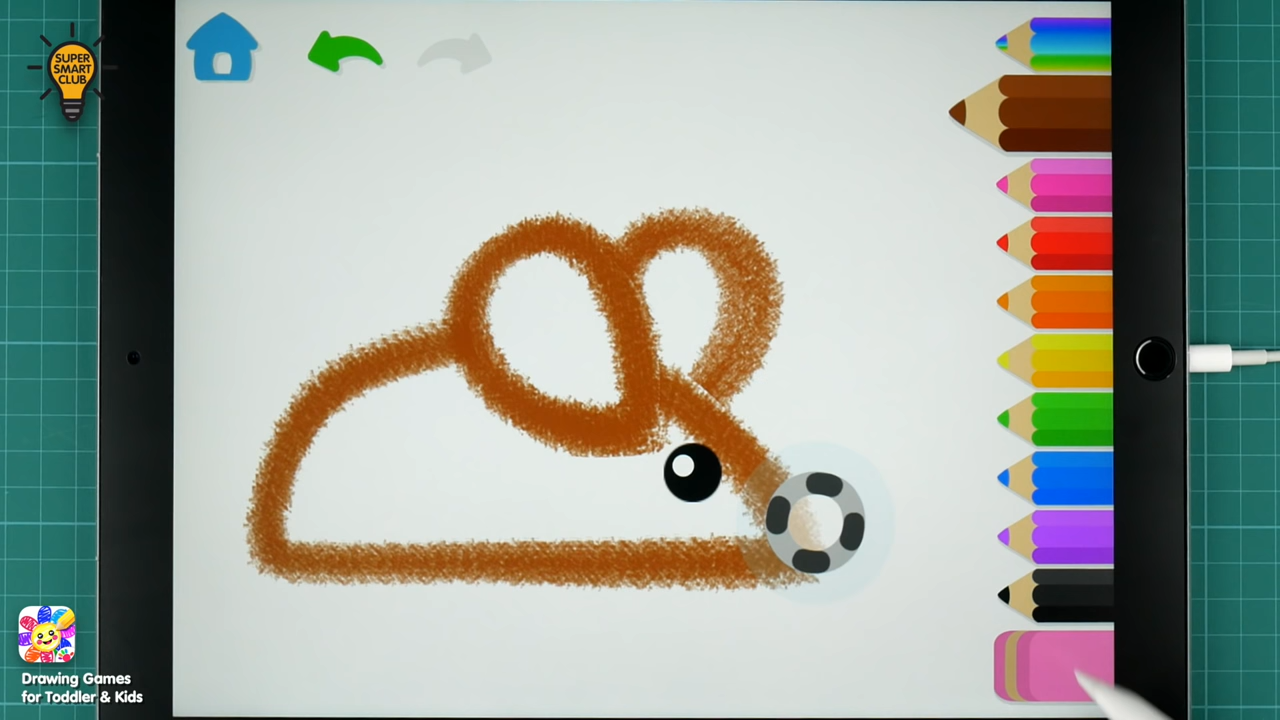 SUPER
SMART
CLUB
Drawing Games
for Toddler & Kids